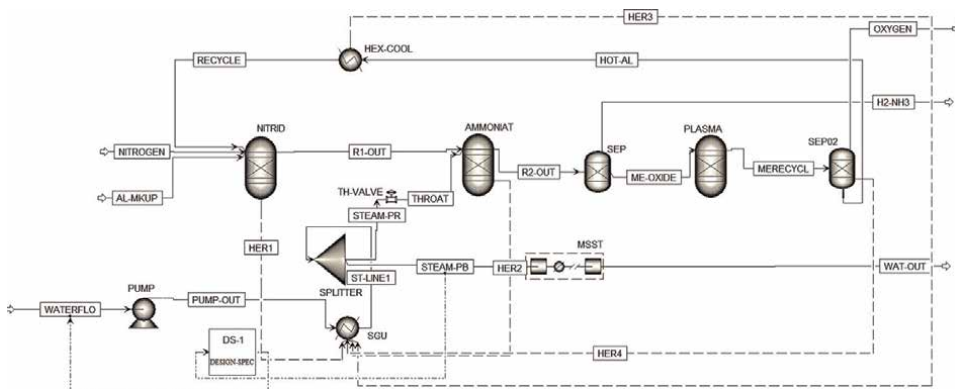 HER3
OXYGEN
HEX-COOL
RECYCLE
HOT-AL
H2-NH3
NITRID
AMMONIAT
PLASMA
SEP02
SEP
NITROGEN
R1-OUT
R2-OUT
ME-OXIDE
MERECYCL
AL-MKUP
TH-VALVE
THROAT
STEAM-PR
HER1
MSST
STEAM-PB
HER2
WAT-OUT
ST-LINE1
SPLITTER
PUMP
WATERFLO
PUMP-OUT
SGU
DS-1
DESIGN-SPEC
HER4